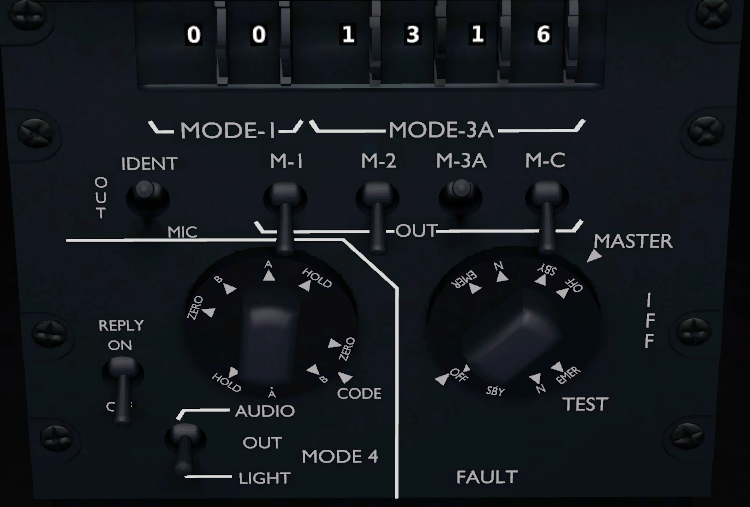 0 0 1 3 1 6
MODE-1 MODE-3A
IDENT M-1 M-2 M-3A M-C
OUT
MIC
OUT
MASTER
A
B
HOLD
ZERO
ZERO
B
HOLD
A
CODE
EMER
N
SBY
OFF
OFF
SBY
N
EMER
IFF
REPLY
ON
TEST
AUDIO
OUT
MODE 4
LIGHT
FAULT